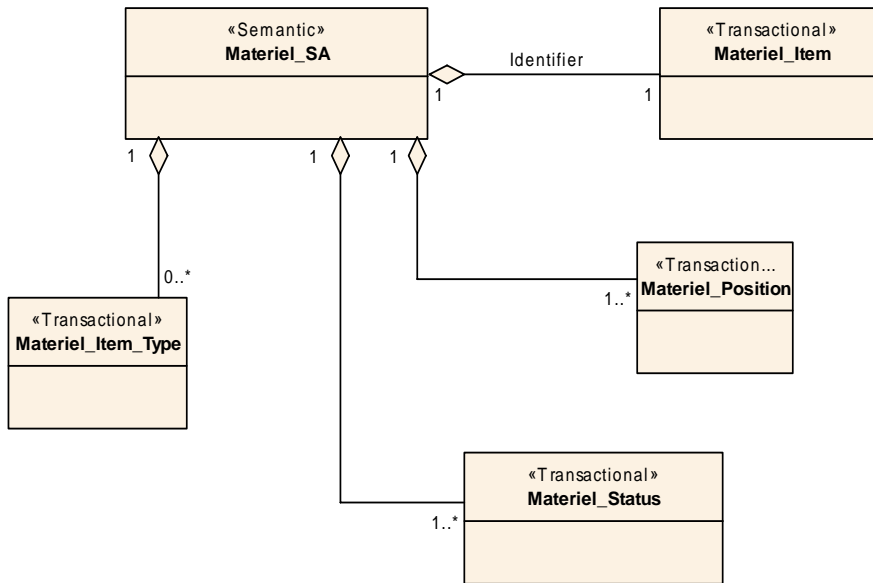 «Semantic»
Materiel_SA
«Transactional»
Materiel_Item
Identifier
1
1
1
1
1
0..*
«Transaction...
Materiel_Position
1..*
«Transactional»
Materiel_Item_Type
«Transactional»
Materiel_Status
1..*